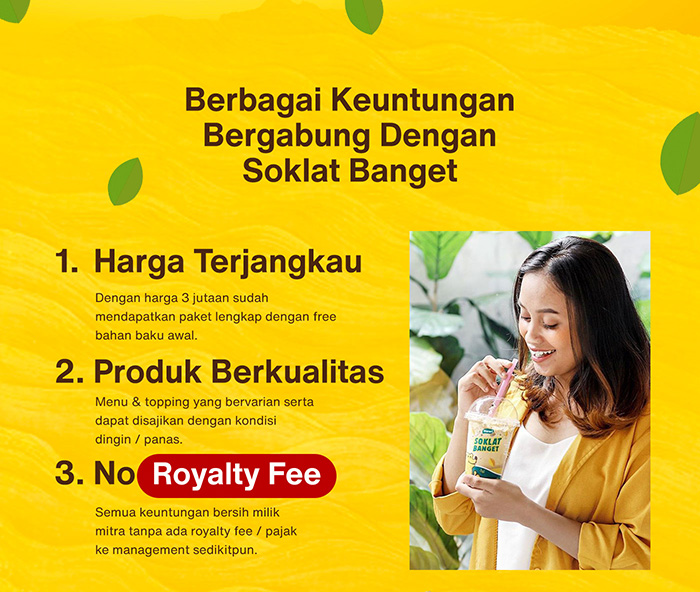 Berbagai Keuntungan
Bergabung Dengan
Soklat Banget
1. Harga Terjangkau
Dengan harga 3 jutaan sudah
mendapatkan paket lengkap dengan free
bahan baku awal.
2. Produk Berkualitas
Menu & topping yang bervarian serta
dapat disajikan dengan kondisi
dingin / panas.
3. No Royalty Fee
Semua keuntungan bersih milik
mitra tanpa ada royalty fee / pajak
ke management sedikitpun.
SOKLAT
BANGET